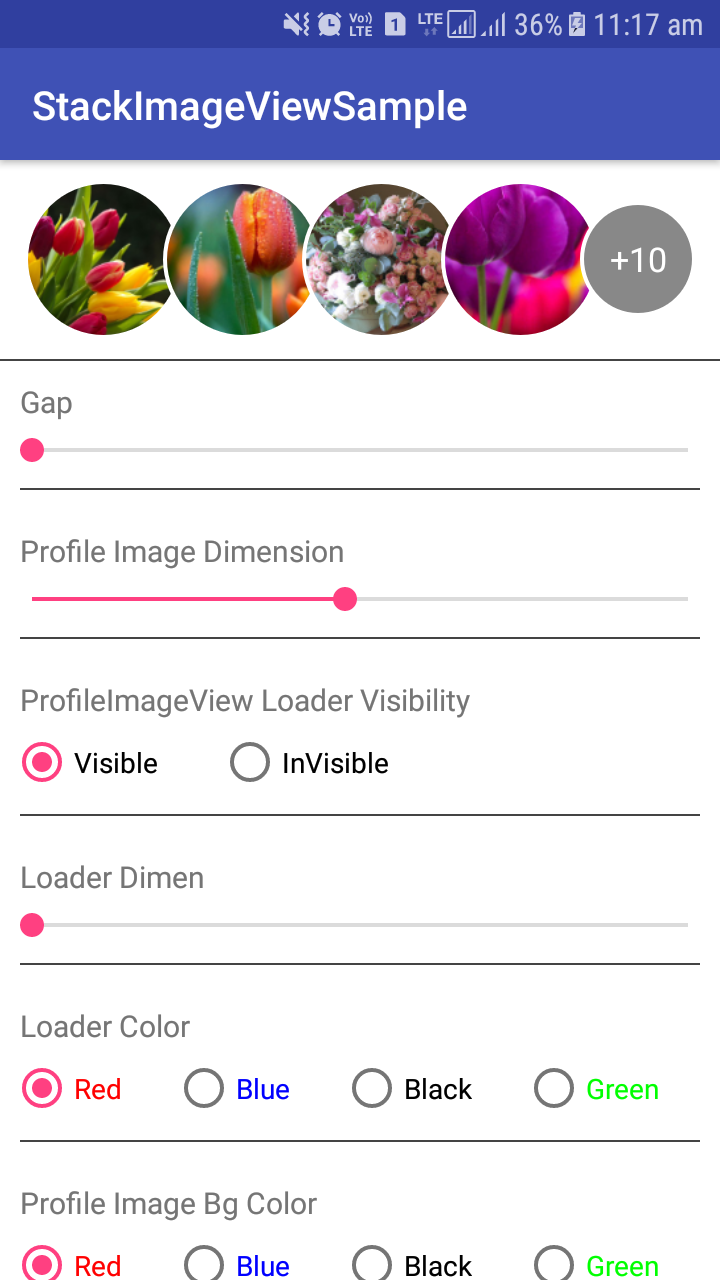 Vo)) LTE 1 LTE 36% 11:17 am
StackImageViewSample
+10
Gap
Profile Image Dimension
ProfileImageView Loader Visibility
Visible InVisible
Loader Dimen
Loader Color
Red Blue Black Green
Profile Image Bg Color
Red Blue Black Green